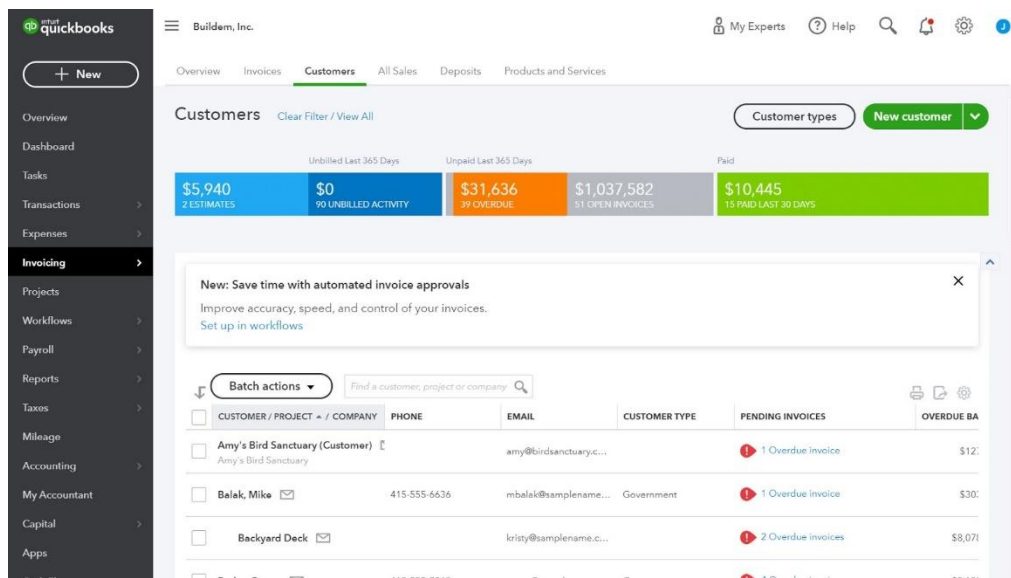 intuit
quickbooks
Buildem, Inc.
My Experts
Help
J
+ New
Overview
Dashboard
Tasks
Transactions
Expenses
Invoicing
Projects
Workflows
Payroll
Reports
Taxes
Mileage
Accounting
My Accountant
Capital
Apps
Overview Invoices Customers All Sales Deposits Products and Services
Customers Clear Filter / View All
Customer types New customer
Unbilled Last 365 Days Unpaid Last 365 Days Paid
$5,940 $0 $31,636 $1,037,582 $10,445
2 ESTIMATES 90 UNBILLED ACTIVITY 39 OVERDUE 51 OPEN INVOICES 15 PAID LAST 30 DAYS
New: Save time with automated invoice approvals
Improve accuracy, speed, and control of your invoices.
Set up in workflows
Batch actions Find a customer, project or company
CUSTOMER / PROJECT / COMPANY PHONE EMAIL CUSTOMER TYPE PENDING INVOICES OVERDUE BA
Amy's Bird Sanctuary (Customer) amy@birdsanctuary.c... 1 Overdue invoice
Amy's Bird Sanctuary
Balak, Mike 415-555-6636 mbalak@samplename... Government 1 Overdue invoice
Backyard Deck kristy@samplename.c... 2 Overdue invoices